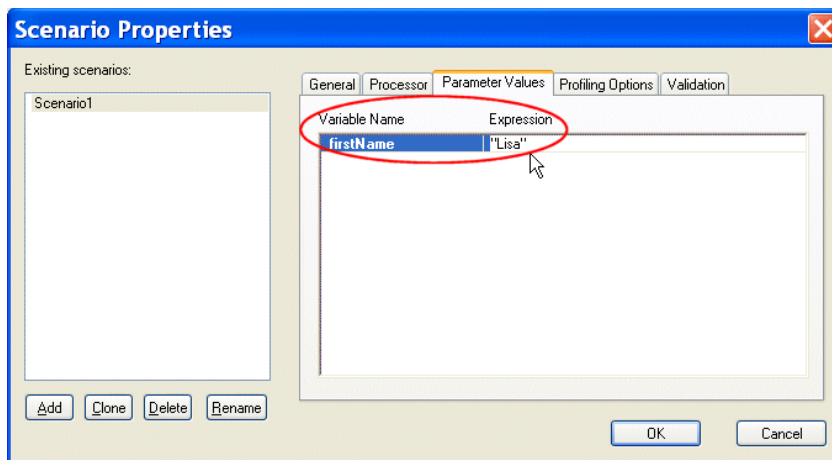 Scenario Properties
Existing scenarios:
Scenario1
General Processor Parameter Values Profiling Options Validation
Variable Name Expression
firstName "Lisa"
Add Clone Delete Rename
OK Cancel